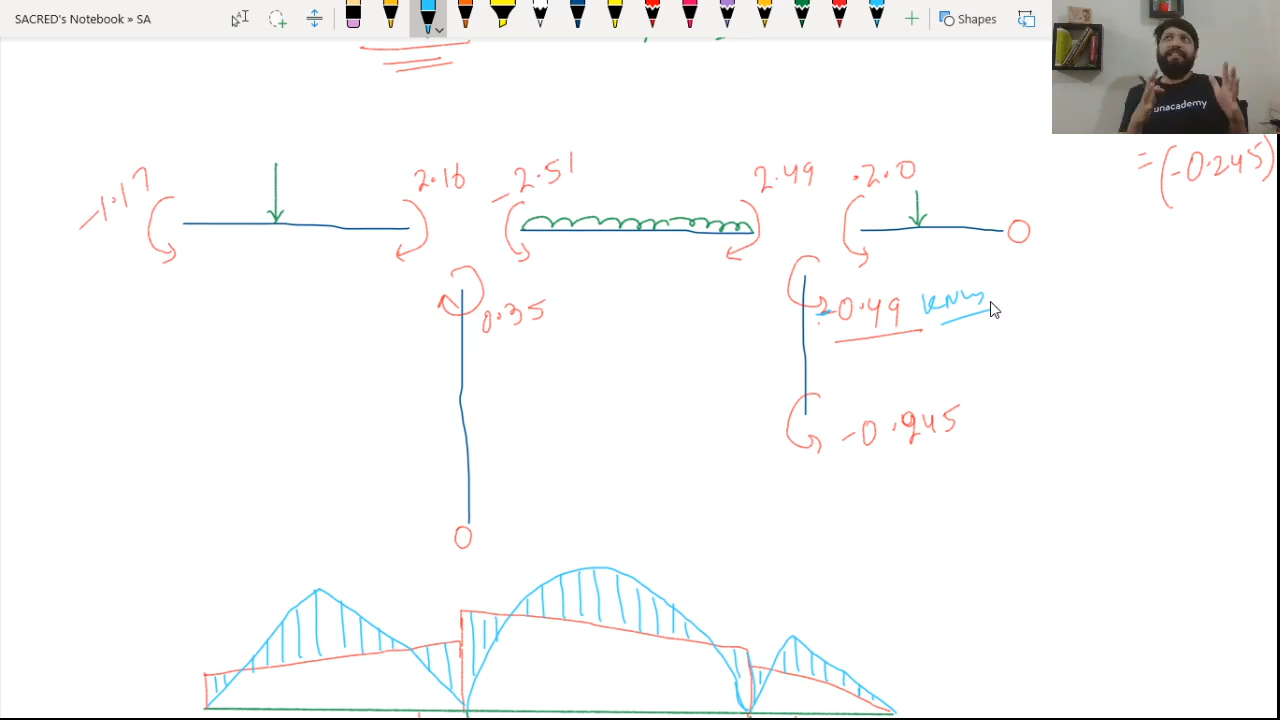 SACRED's Notebook » SA
Shapes
unacademy
= (-0.245)
-1.17
2.16
-2.51
2.49
-2.0
0
0.35
-0.49 KNm
-0.245
0